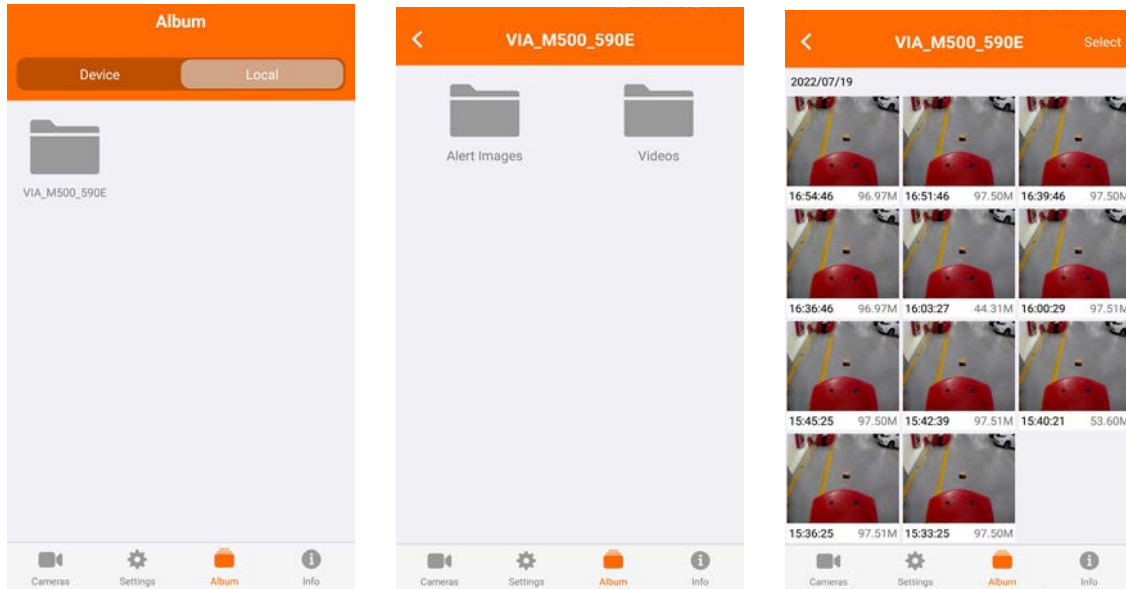 Album
Device Local
VIA_M500_590E
Cameras Settings Album Info
VIA_M500_590E
Alert Images Videos
Cameras Settings Album Info
VIA_M500_590E Select
2022/07/19
16:54:46 96.97M 16:51:46 97.50M 16:39:46 97.50M
16:36:46 96.97M 16:03:27 44.31M 16:00:29 97.51M
15:45:25 97.50M 15:42:39 97.51M 15:40:21 53.60M
15:36:25 97.51M 15:33:25 97.50M
Cameras Settings Album Info